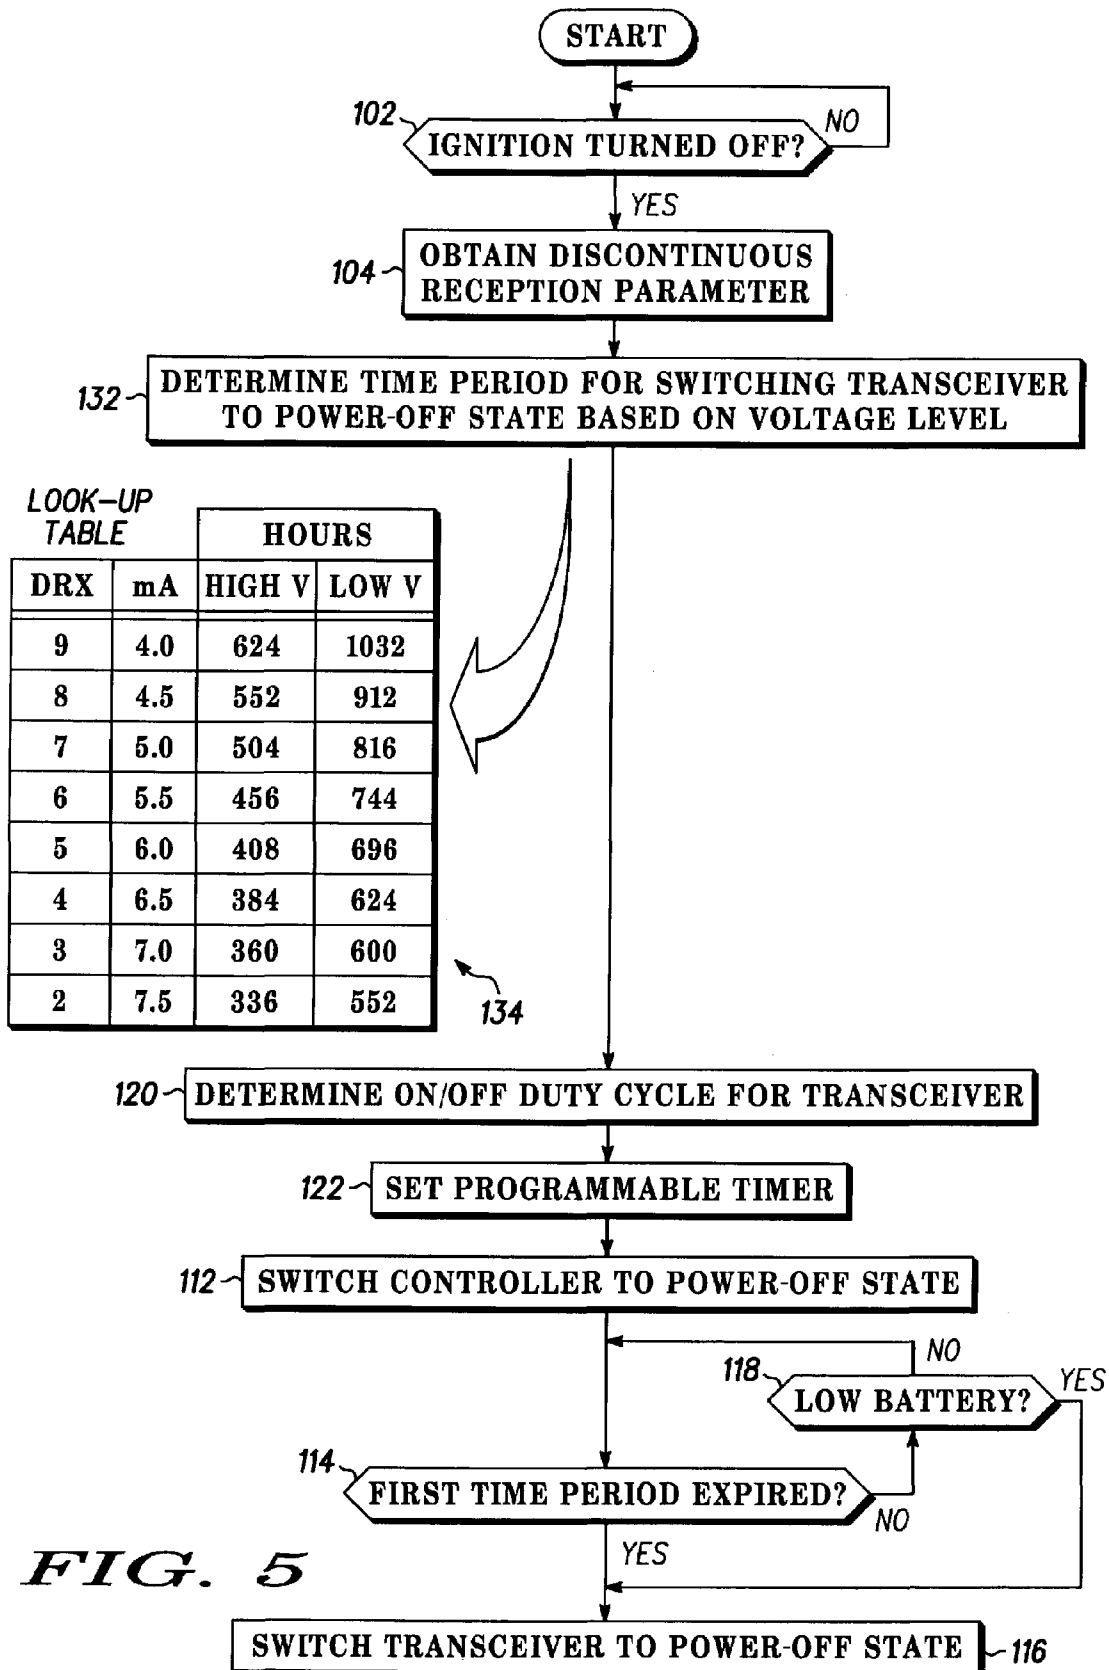 START
102
IGNITION TURNED OFF?
NO
YES
104
OBTAIN DISCONTINUOUS
RECEPTION PARAMETER
132
DETERMINE TIME PERIOD FOR SWITCHING TRANSCEIVER
TO POWER-OFF STATE BASED ON VOLTAGE LEVEL
LOOK-UP
TABLE
HOURS
DRX mA HIGH V LOW V
9 4.0 624 1032
8 4.5 552 912
7 5.0 504 816
6 5.5 456 744
5 6.0 408 696
4 6.5 384 624
3 7.0 360 600
2 7.5 336 552
134
120
DETERMINE ON/OFF DUTY CYCLE FOR TRANSCEIVER
122
SET PROGRAMMABLE TIMER
112
SWITCH CONTROLLER TO POWER-OFF STATE
NO
118
LOW BATTERY?
YES
114
FIRST TIME PERIOD EXPIRED?
NO
YES
FIG. 5
SWITCH TRANSCEIVER TO POWER-OFF STATE
116